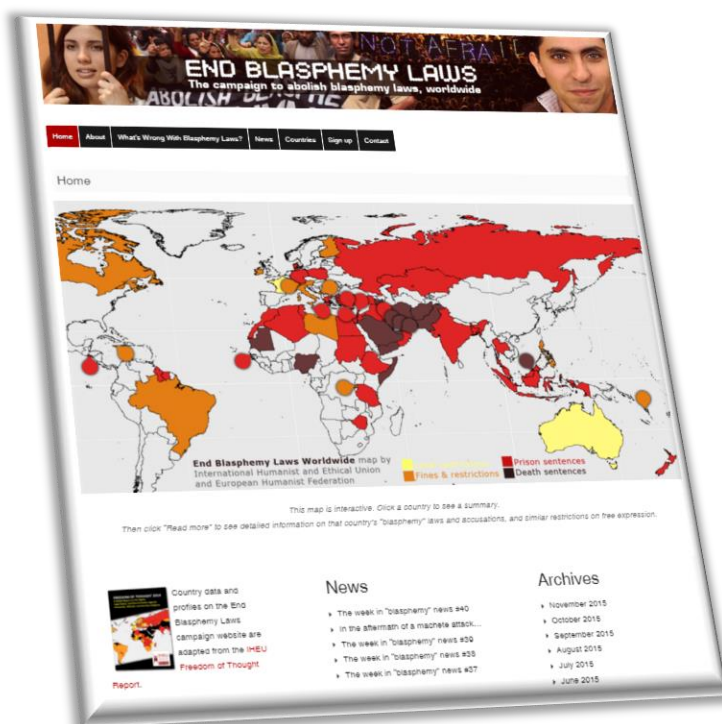 NOT AFRAI
END BLASPHEMY LAWS
The campaign to abolish blasphemy laws, worldwide
Home
About
What's Wrong With Blasphemy Laws?
News
Countries
Sign up
Contact
Home
End Blasphemy Laws Worldwide map by
International Humanist and Ethical Union
and European Humanist Federation
Fines & restrictions
Prison sentences
Death sentences
This map is interactive. Click a country to see a summary.
Then click "Read more" to see detailed information on that country's "blasphemy" laws and accusations, and similar restrictions on free expression.
Country data and
profiles on the End
Blasphemy Laws
campaign website are
adapted from the IHEU
Freedom of Thought
Report.
News
The week in "blasphemy" news #40
In the aftermath of a machete attack...
The week in "blasphemy" news #39
The week in "blasphemy" news #38
The week in "blasphemy" news #37
Archives
November 2015
October 2015
September 2015
August 2015
July 2015
June 2015